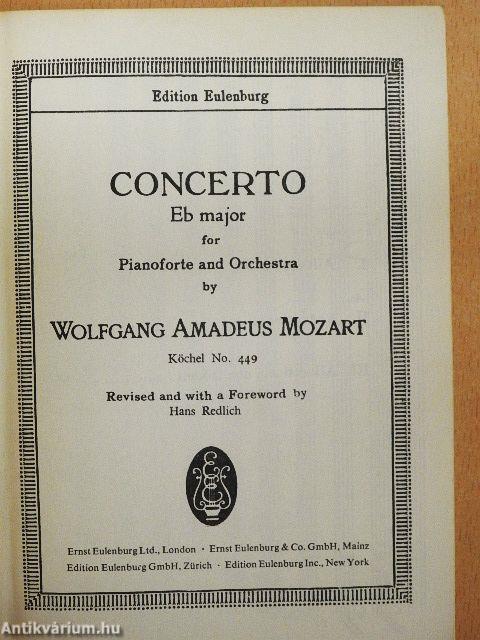 Edition Eulenburg
CONCERTO
Eb major
for
Pianoforte and Orchestra
by
WOLFGANG AMADEUS MOZART
Köchel No. 449
Revised and with a Foreword by
Hans Redlich
Ernst Eulenburg Ltd., London · Ernst Eulenburg & Co. GmbH, Mainz
Edition Eulenburg GmbH, Zürich · Edition Eulenburg Inc., New York
Antikvárium.hu